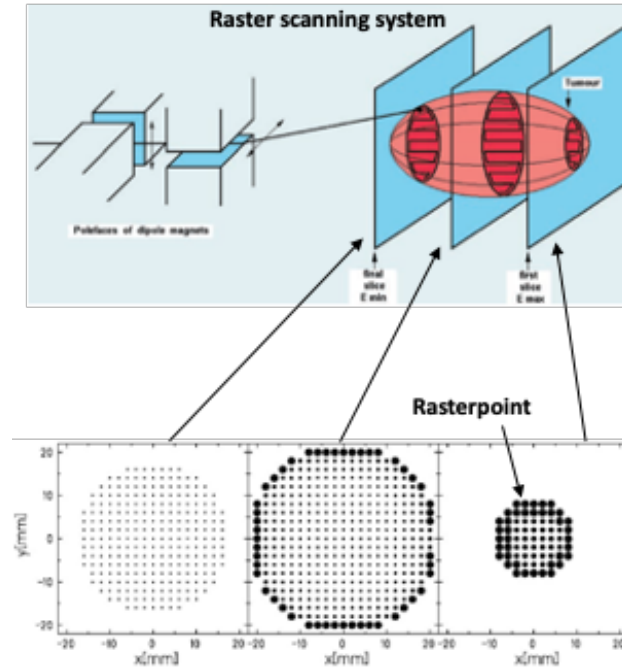 Raster scanning system
Tumour
Polefaces of dipole magnets
final
slice
E min
first
slice
E max
Rasterpoint
20
10
0
-10
-20
y[mm]
-20 -10 0 10 20
-20 -10 0 10 20
-20 -10 0 10 20
x[mm]
x[mm]
x[mm]